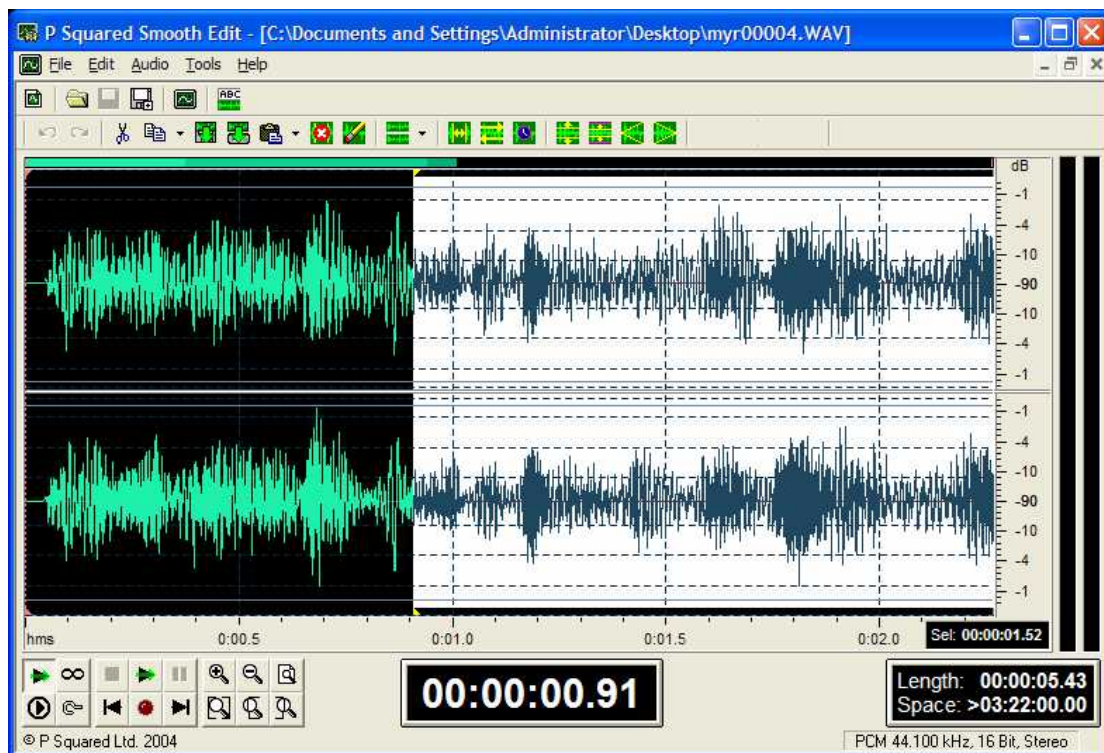 P Squared Smooth Edit - [C:\Documents and Settings\Administrator\Desktop\myr00004.WAV]
File Edit Audio Tools Help
ABC
dB
-1
-4
-10
-90
-10
-4
-1
-1
-4
-10
-90
-10
-4
-1
hms 0:00.5 0:01.0 0:01.5 0:02.0 Sel: 00:00:01.52
00:00:00.91
Length: 00:00:05.43
Space: >03:22:00.00
© P Squared Ltd. 2004 PCM 44.100 kHz, 16 Bit, Stereo